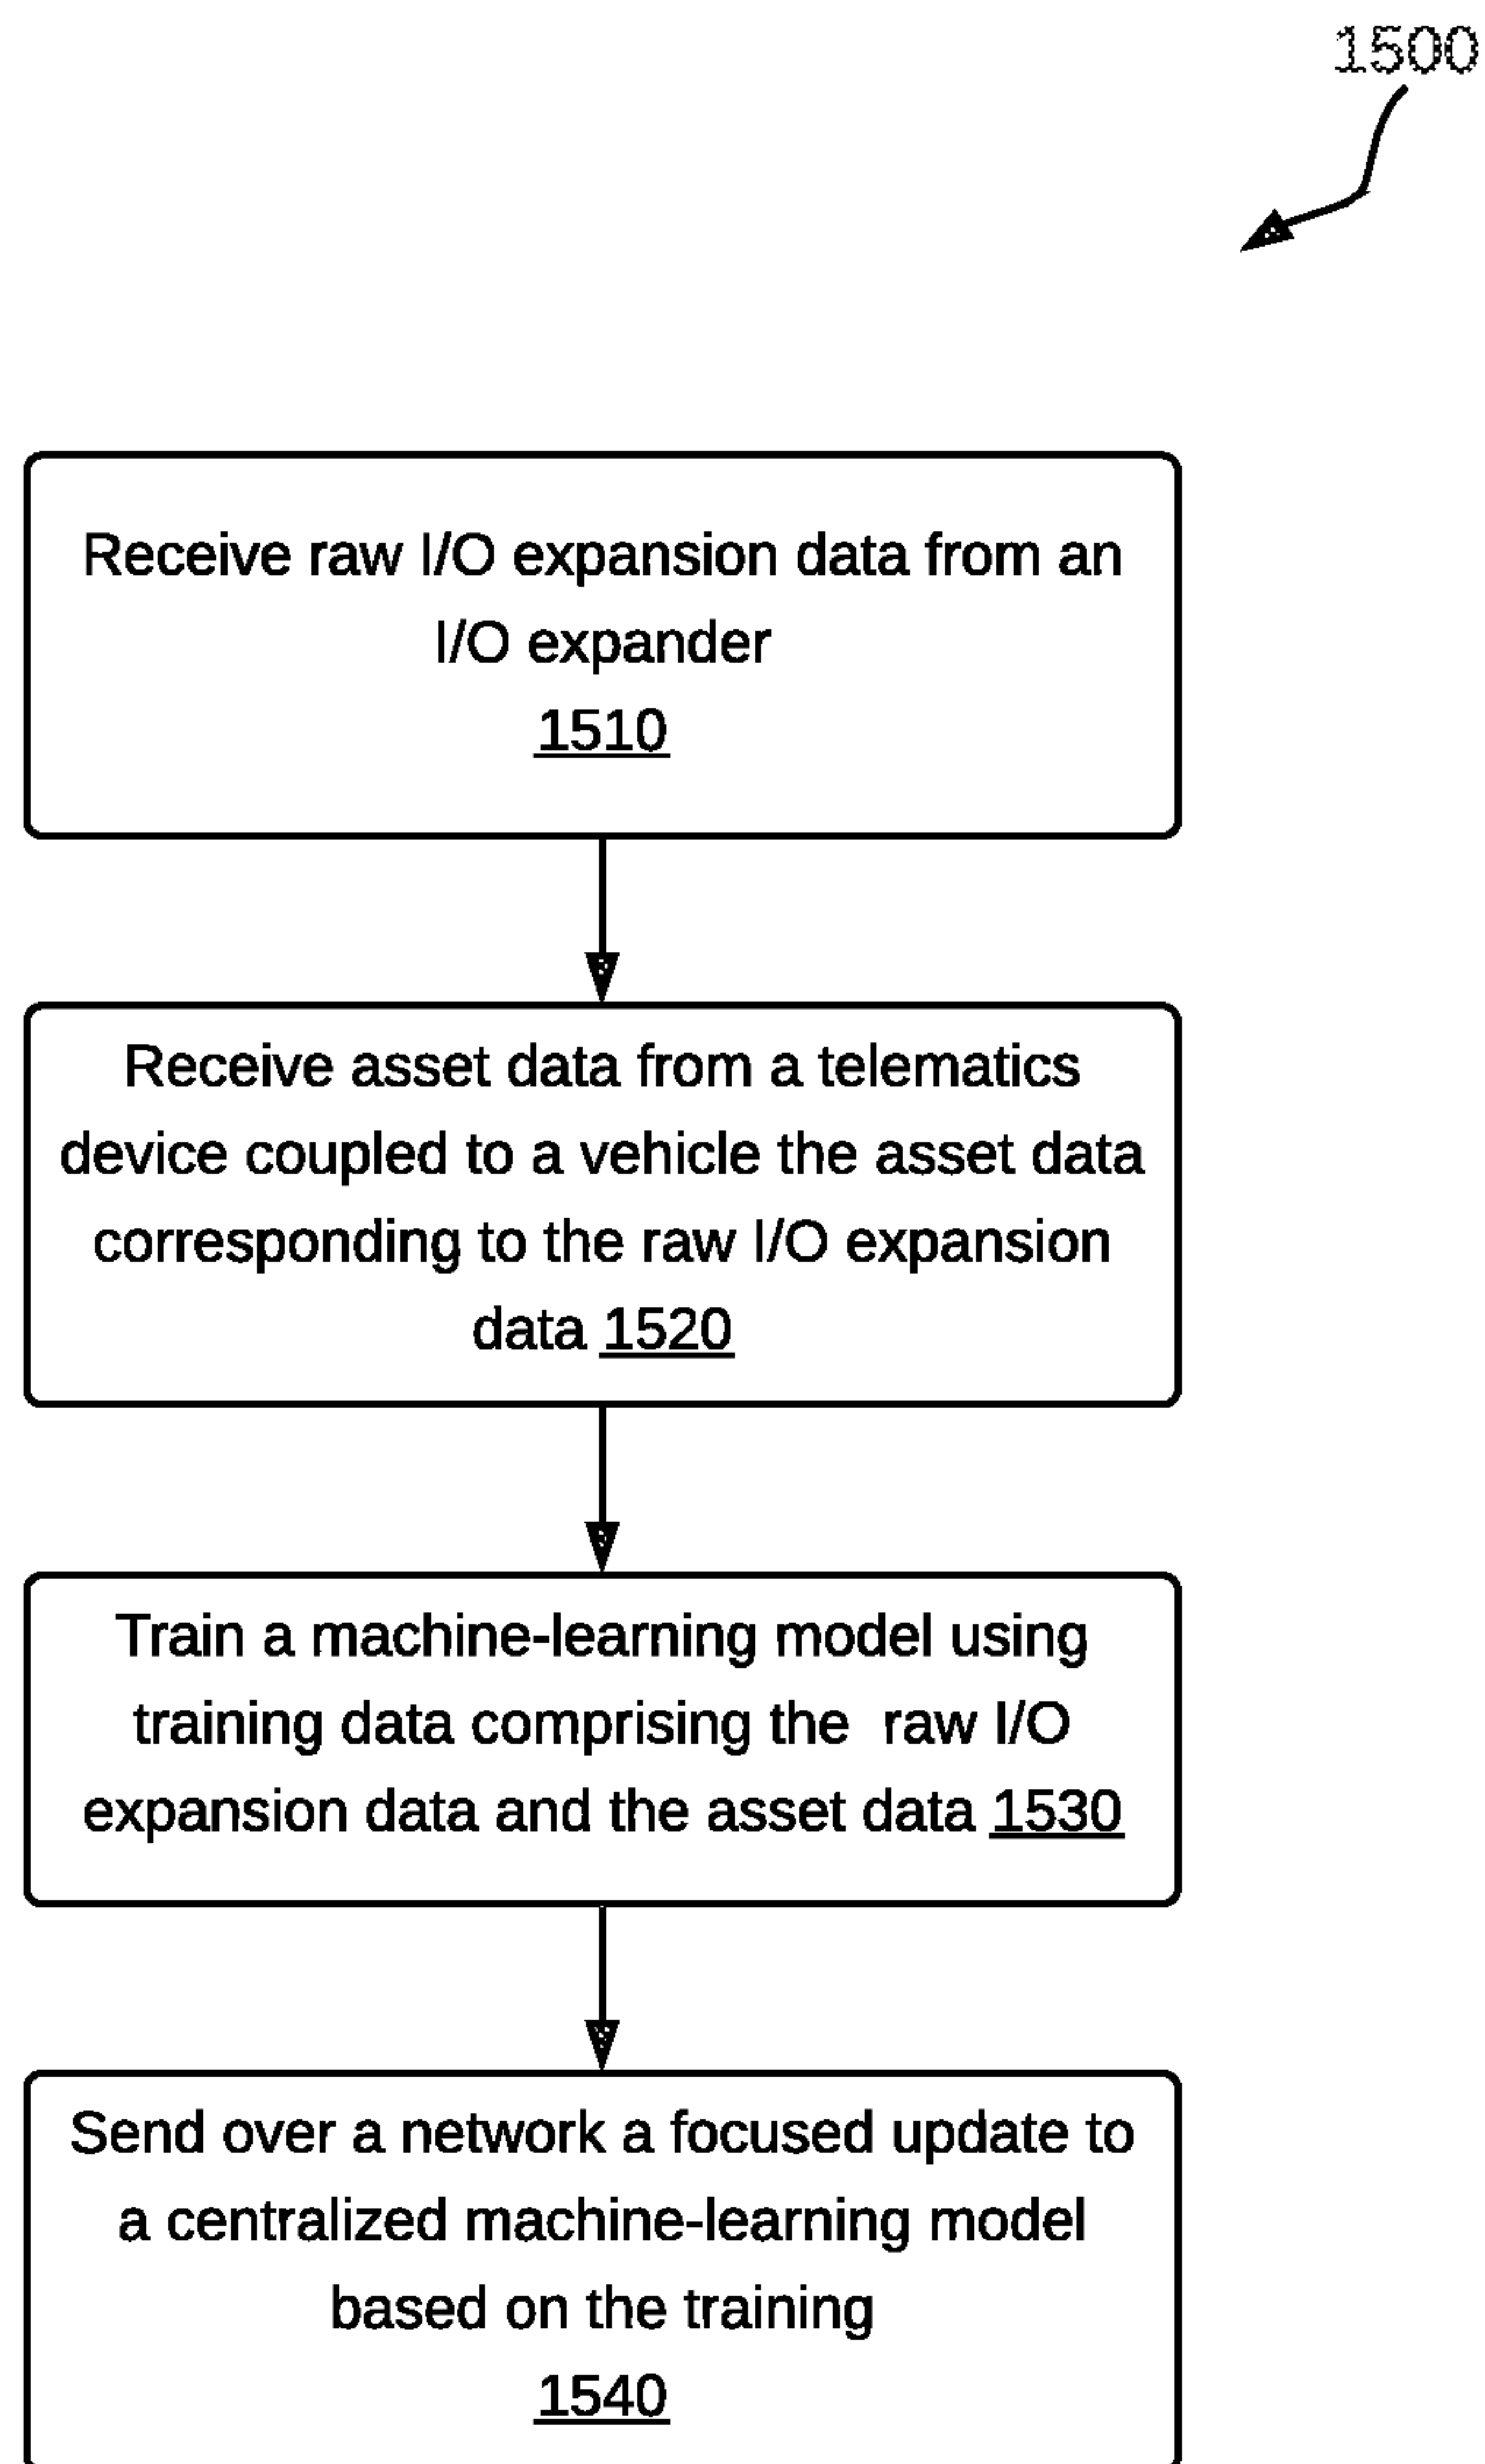 1500
Receive raw I/O expansion data from an
I/O expander
1510
Receive asset data from a telematics
device coupled to a vehicle the asset data
corresponding to the raw I/O expansion
data 1520
Train a machine-learning model using
training data comprising the  raw I/O
expansion data and the asset data 1530
Send over a network a focused update to
a centralized machine-learning model
based on the training
1540